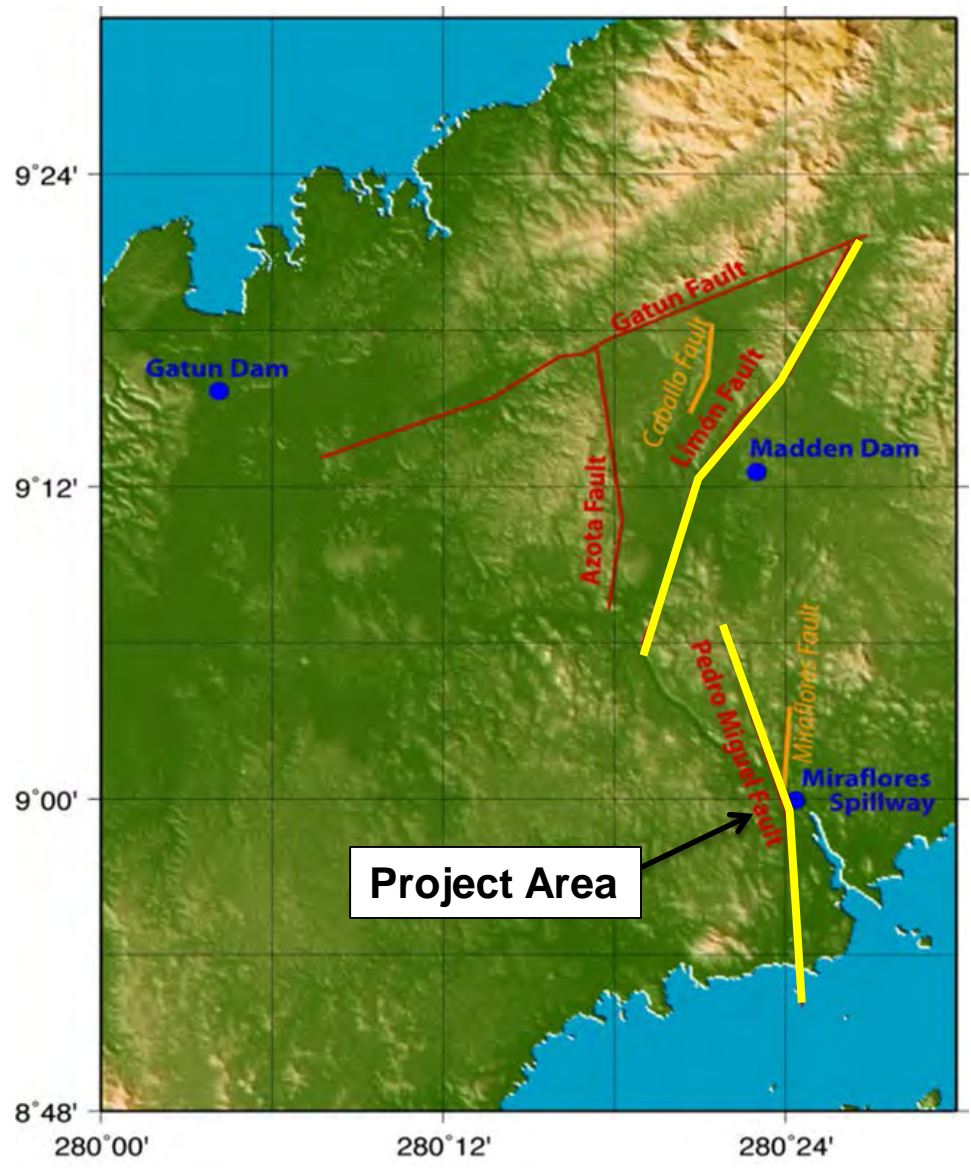 9°24'
Gatun Fault
Gatun Dam
Caballo Fault
Limón Fault
Madden Dam
9°12'
Azota Fault
Pedro Miguel Fault
Miraflores Fault
9°00'
Miraflores
Spillway
Project Area
8°48'
280°00'
280°12'
280°24'